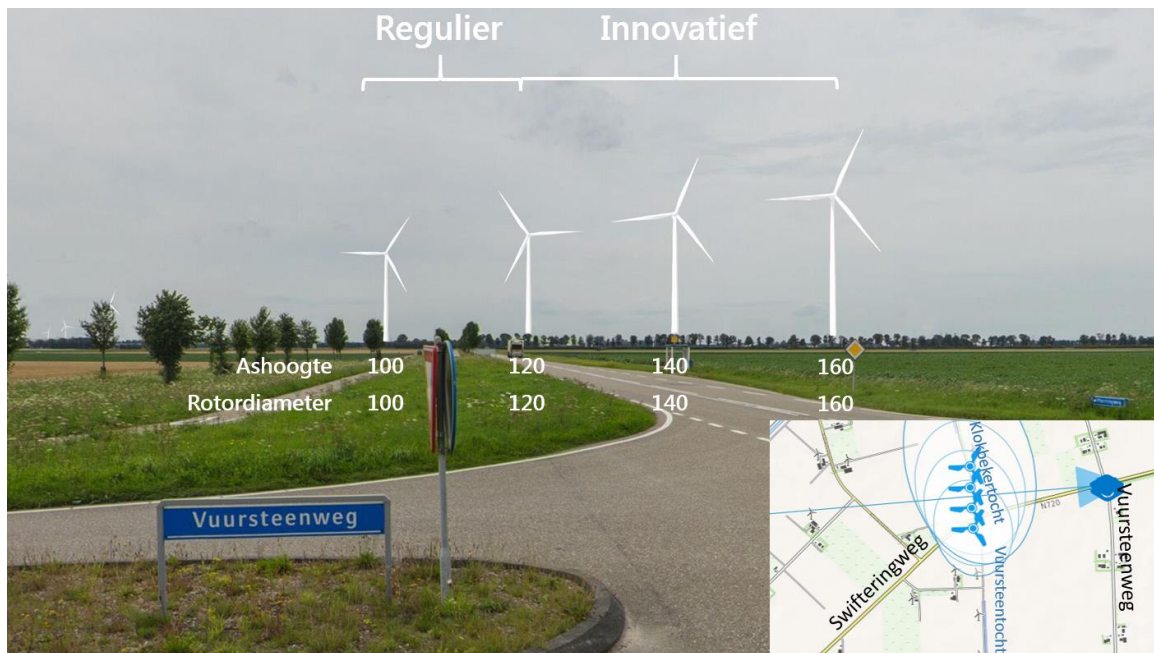 Regulier Innovatief
Ashoogte 100 120 140 160
Rotordiameter 100 120 140 160
Vuursteenweg
Klokbekertocht
N720
Vuursteenweg
Swifteringweg
Vuursteentocht